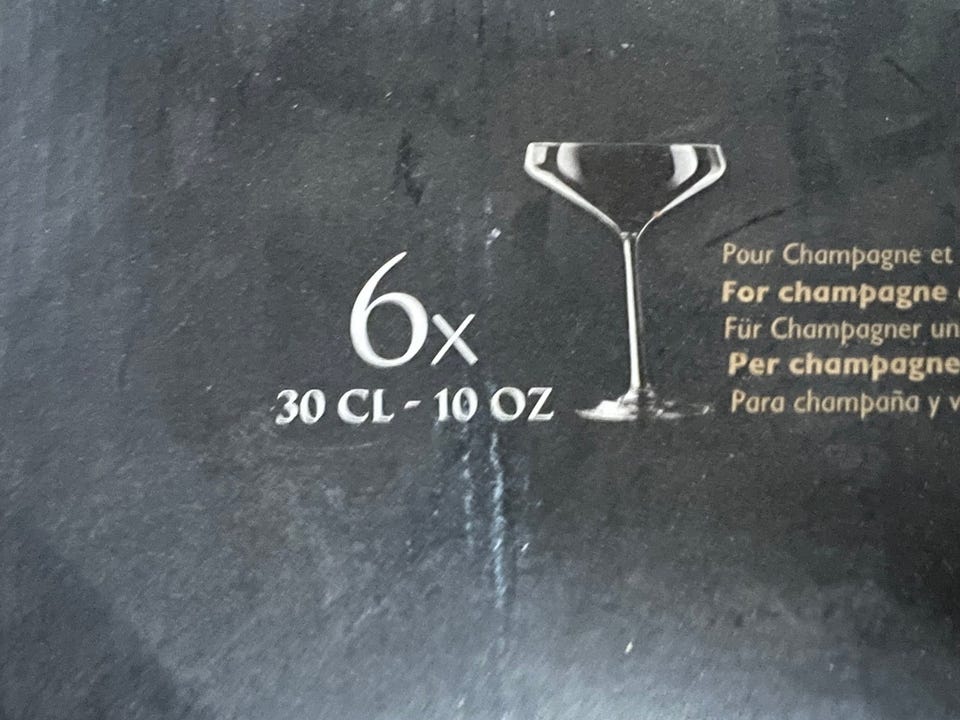 6x
30 CL - 10 OZ
Pour Champagne et
For champagne
Für Champagner un
Per champagne
Para champaña y v